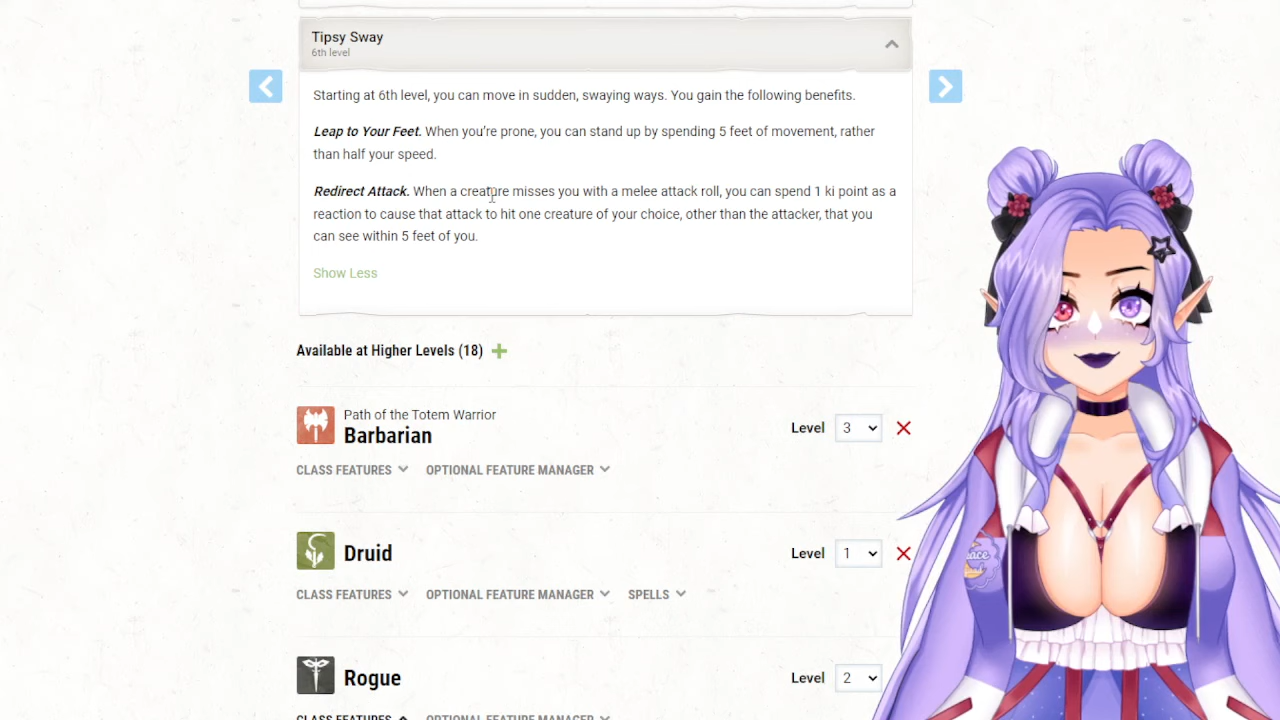 Tipsy Sway
6th level
Starting at 6th level, you can move in sudden, swaying ways. You gain the following benefits.
Leap to Your Feet. When you’re prone, you can stand up by spending 5 feet of movement, rather
than half your speed.
Redirect Attack. When a creature misses you with a melee attack roll, you can spend 1 ki point as a
reaction to cause that attack to hit one creature of your choice, other than the attacker, that you
can see within 5 feet of you.
Show Less
Available at Higher Levels (18)
Path of the Totem Warrior
Barbarian
Level 3
CLASS FEATURES OPTIONAL FEATURE MANAGER
Druid
Level 1
CLASS FEATURES OPTIONAL FEATURE MANAGER SPELLS
Rogue
Level 2
CLASS FEATURES OPTIONAL FEATURE MANAGER